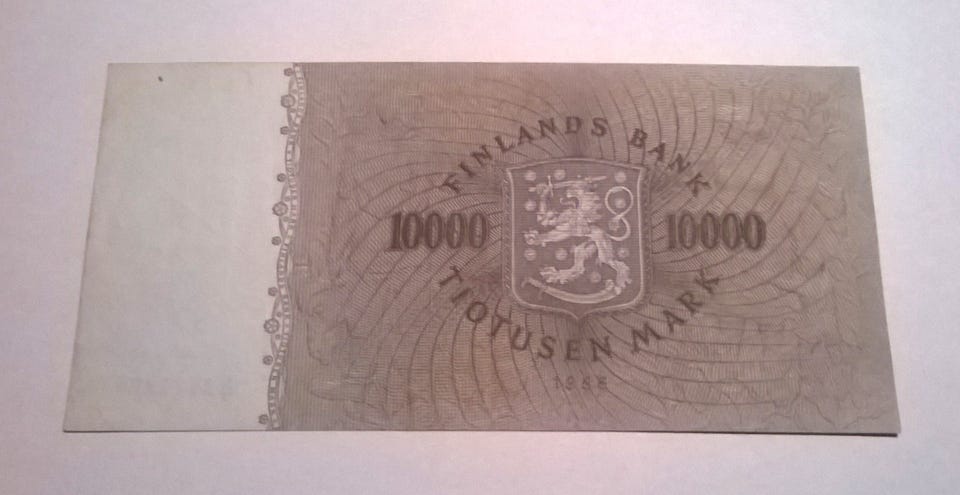 FINLANDS BANK
10000 10000
TIOTUSEN MARK